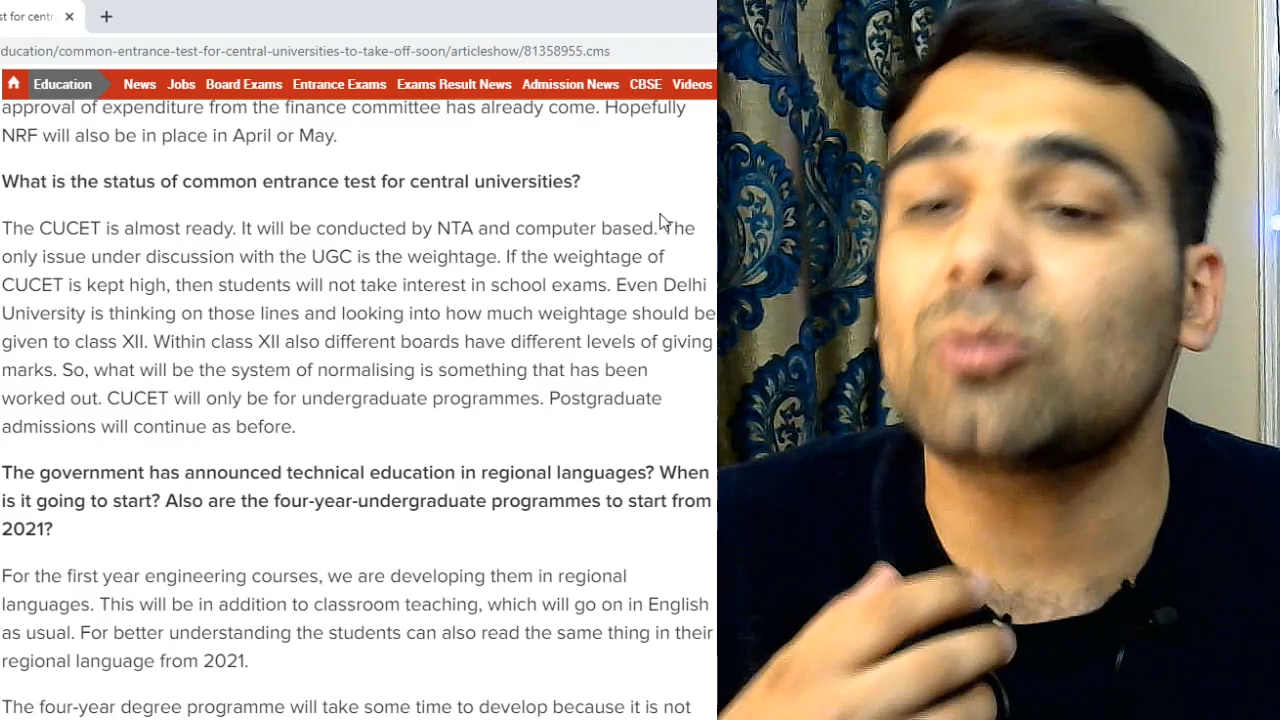 st for centr
ducation/common-entrance-test-for-central-universities-to-take-off-soon/articleshow/81358955.cms
Education News Jobs Board Exams Entrance Exams Exams Result News Admission News CBSE Videos
approval of expenditure from the finance committee has already come. Hopefully
NRF will also be in place in April or May.
What is the status of common entrance test for central universities?
The CUCET is almost ready. It will be conducted by NTA and computer based. The
only issue under discussion with the UGC is the weightage. If the weightage of
CUCET is kept high, then students will not take interest in school exams. Even Delhi
University is thinking on those lines and looking into how much weightage should be
given to class XII. Within class XII also different boards have different levels of giving
marks. So, what will be the system of normalising is something that has been
worked out. CUCET will only be for undergraduate programmes. Postgraduate
admissions will continue as before.
The government has announced technical education in regional languages? When
is it going to start? Also are the four-year-undergraduate programmes to start from
2021?
For the first year engineering courses, we are developing them in regional
languages. This will be in addition to classroom teaching, which will go on in English
as usual. For better understanding the students can also read the same thing in their
regional language from 2021.
The four-year degree programme will take some time to develop because it is not